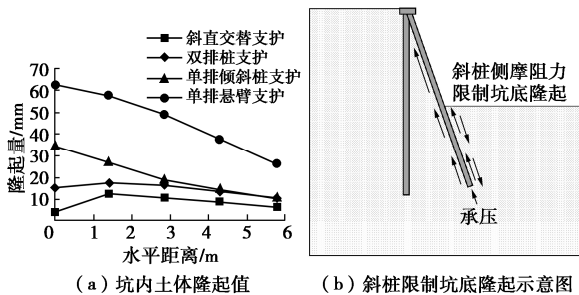 斜直交替支护
双排桩支护
单排倾斜桩支护
单排悬臂支护
70
60
50
40
30
20
10
隆起量/mm
0 1 2 3 4 5 6
水平距离/m
(a) 坑内土体隆起值
斜桩侧摩阻力
限制坑底隆起
承压
(b) 斜桩限制坑底隆起示意图